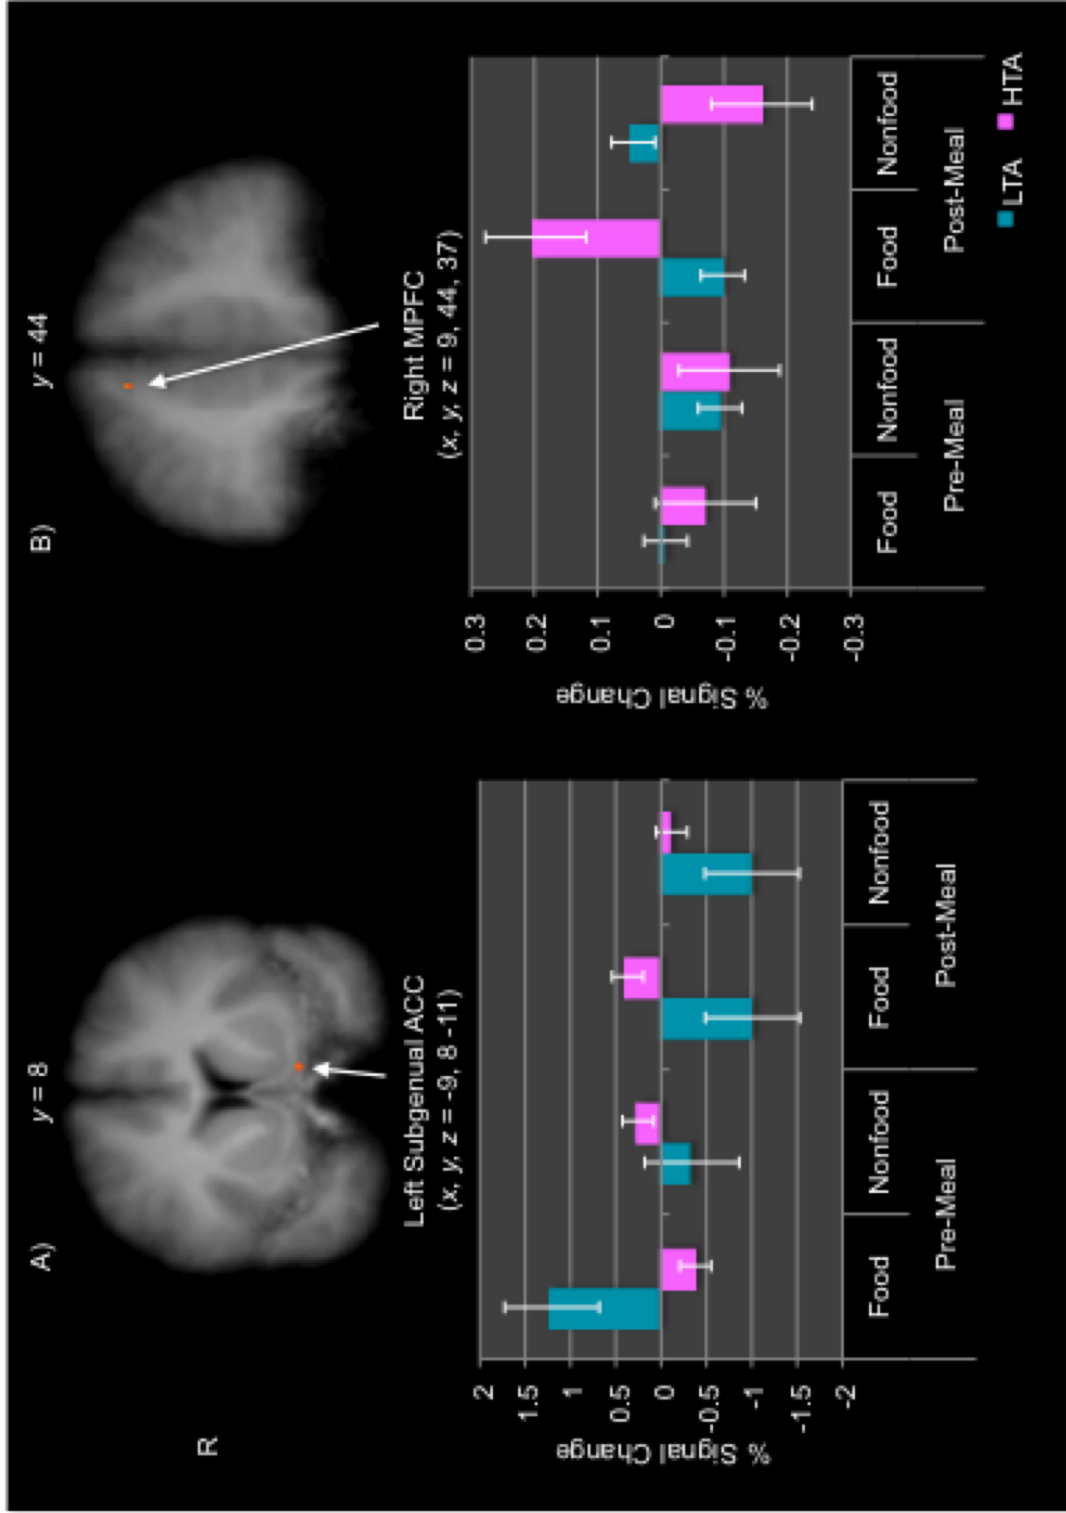 A)
y = 8
R
Left Subgenual ACC
(x, y, z = -9, 8 -11)
% Signal Change
2
1.5
1
0.5
0
-0.5
-1
-1.5
-2
Food
Nonfood
Food
Nonfood
Pre-Meal
Post-Meal
B)
y = 44
Right MPFC
(x, y, z = 9, 44, 37)
% Signal Change
0.3
0.2
0.1
0
-0.1
-0.2
-0.3
Food
Nonfood
Food
Nonfood
Pre-Meal
Post-Meal
LTA
HTA